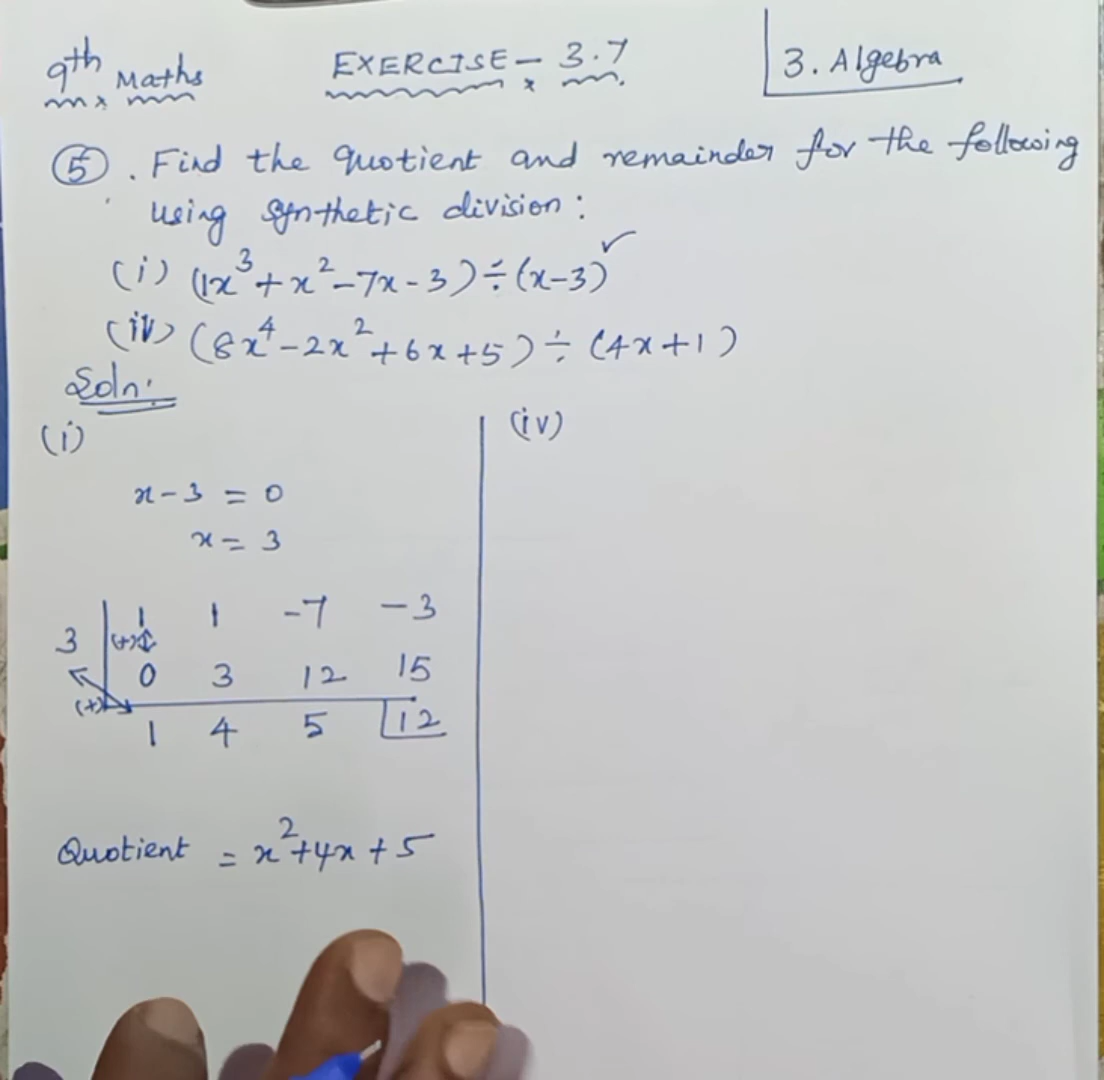 9th Maths
EXERCISE - 3.7
3. Algebra
(5). Find the quotient and remainder for the following
using synthetic division:
(i) (1x³ + x² - 7x - 3) ÷ (x-3) ✓
(iv) (8x⁴ - 2x² + 6x + 5) ÷ (4x + 1)
Soln:
(i)
x - 3 = 0
x = 3
3 | (+) 1 1 -7 -3
0 3 12 15
(+) 1 4 5 12
Quotient = x² + 4x + 5
(iv)